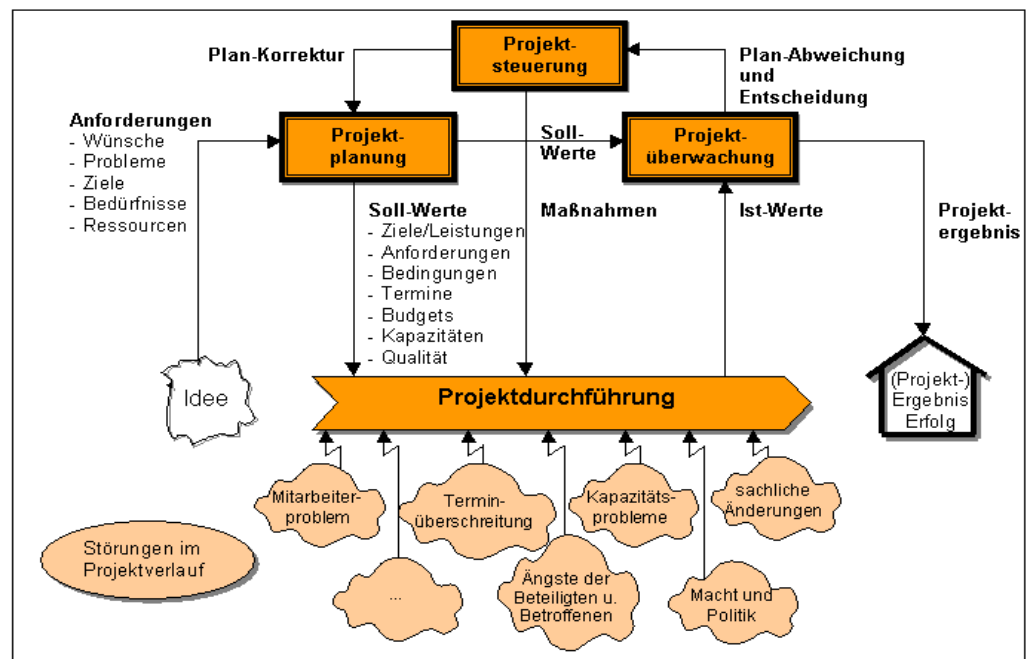 Projekt-
steuerung
Plan-Korrektur
Plan-Abweichung
und
Entscheidung
Anforderungen
- Wünsche
- Probleme
- Ziele
- Bedürfnisse
- Ressourcen
Projekt-
planung
Soll-
Werte
Projekt-
überwachung
Soll-Werte
- Ziele/Leistungen
- Anforderungen
- Bedingungen
- Termine
- Budgets
- Kapazitäten
- Qualität
Maßnahmen
Ist-Werte
Projekt-
ergebnis
Idee
Projektdurchführung
(Projekt-)
Ergebnis
Erfolg
Mitarbeiter-
problem
Termin-
überschreitung
Kapazitäts-
probleme
sachliche
Änderungen
Störungen im
Projektverlauf
...
Ängste der
Beteiligten u.
Betroffenen
Macht und
Politik